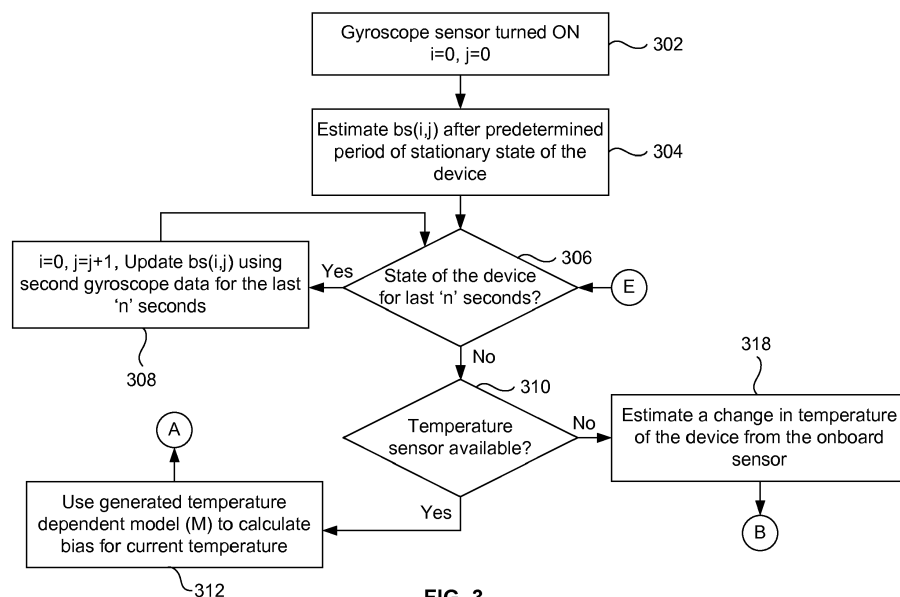 Gyroscope sensor turned ON
i=0, j=0
302
Estimate bs(i,j) after predetermined
period of stationary state of the
device
304
306
State of the device
for last ‘n’ seconds?
E
Yes
i=0, j=j+1, Update bs(i,j) using
second gyroscope data for the last
‘n’ seconds
308
No
310
Temperature
sensor available?
No
318
Estimate a change in temperature
of the device from the onboard
sensor
B
Yes
A
Use generated temperature
dependent model (M) to calculate
bias for current temperature
312